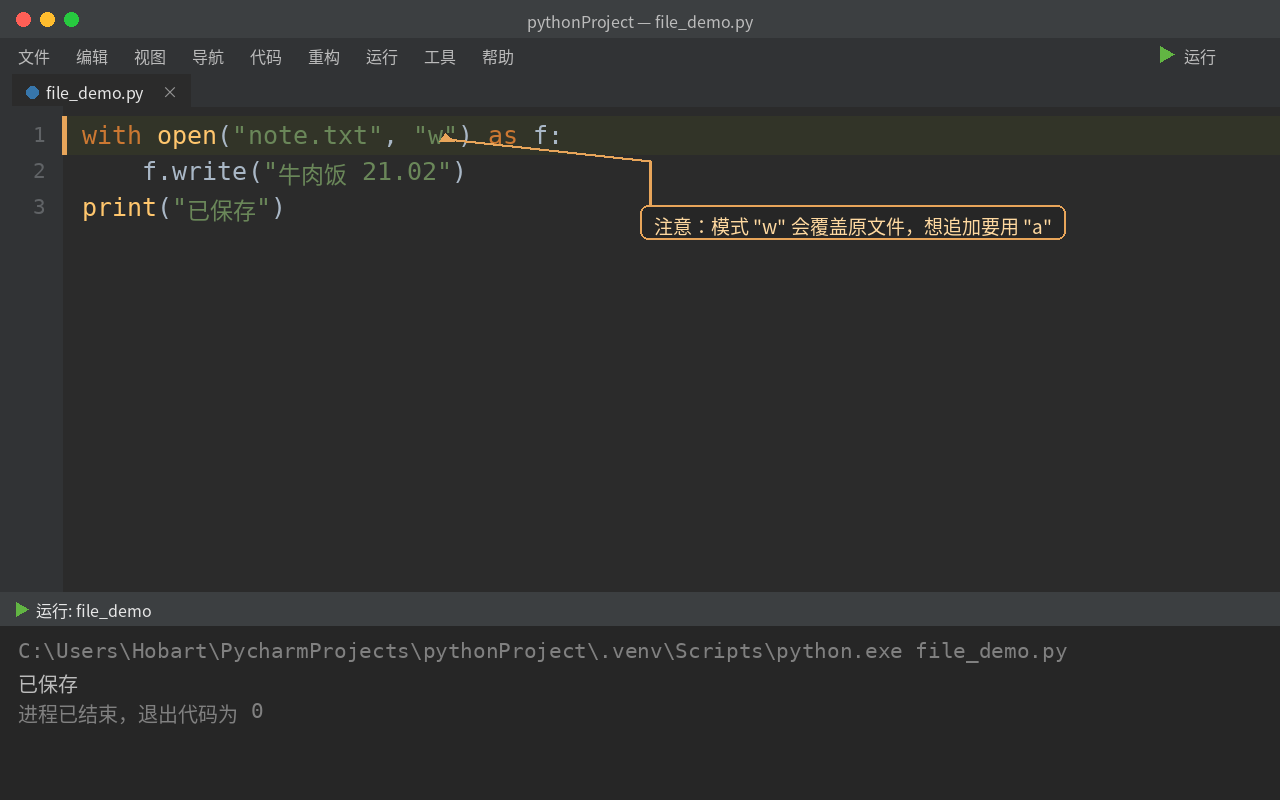 pythonProject — file_demo.py
文件 编辑 视图 导航 代码 重构 运行 工具 帮助 运行
file_demo.py ×
1 with open("note.txt", "w") as f:
2     f.write("牛肉饭 21.02")
3 print("已保存")
注意：模式 "w" 会覆盖原文件，想追加要用 "a"
运行: file_demo
C:\Users\Hobart\PycharmProjects\pythonProject\.venv\Scripts\python.exe file_demo.py
已保存
进程已结束，退出代码为 0